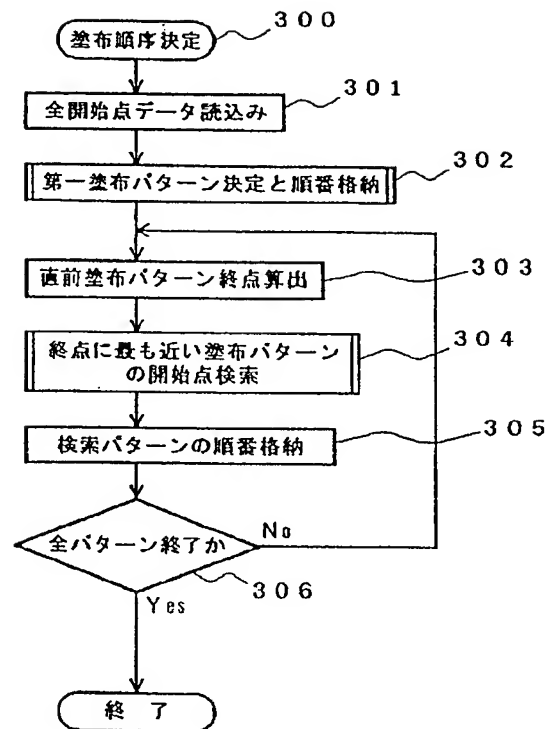 塗布順序決定
300
全開始点データ読込み
301
第一塗布パターン決定と順番格納
302
直前塗布パターン終点算出
303
終点に最も近い塗布パターン
の開始点検索
304
検索パターンの順番格納
305
全パターン終了か
No
306
Yes
終 了